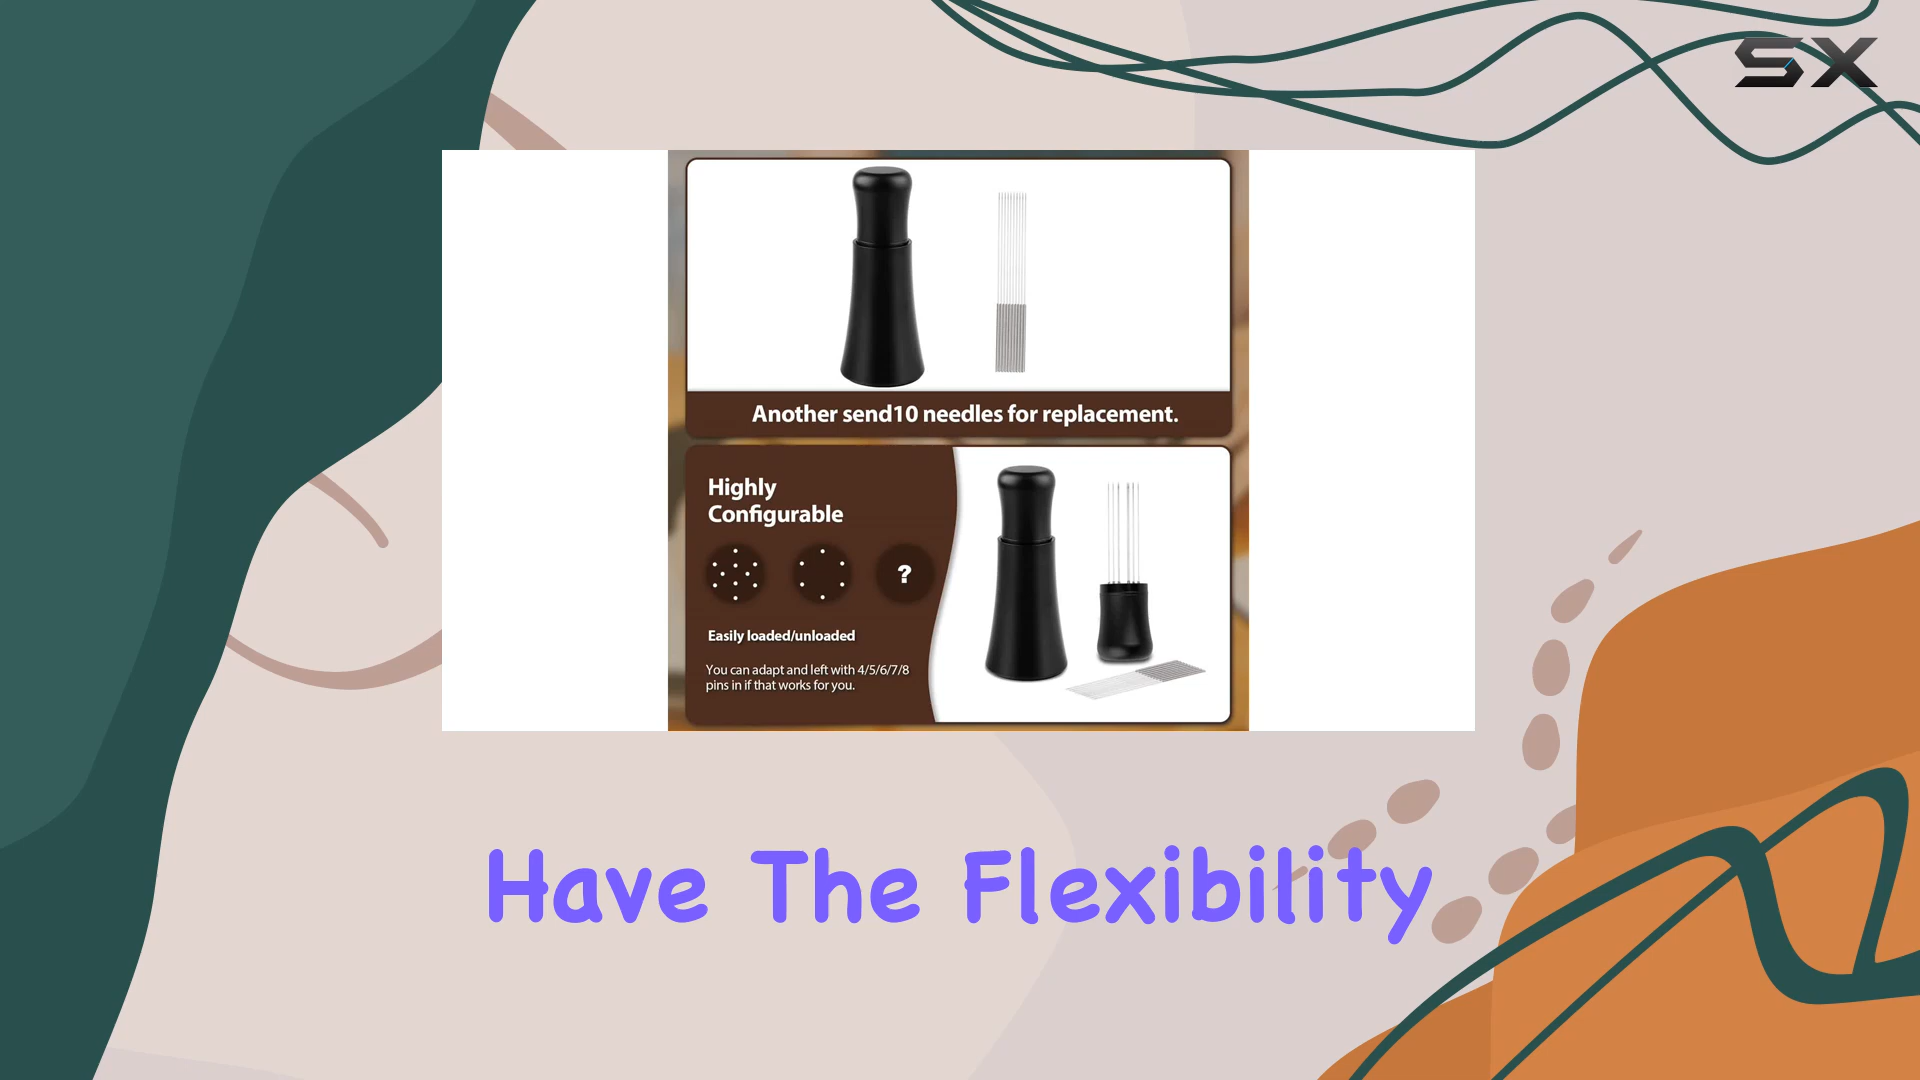 SX
Another send10 needles for replacement.
Highly
Configurable
?
Easily loaded/unloaded
You can adapt and left with 4/5/6/7/8
pins in if that works for you.
Have The Flexibility